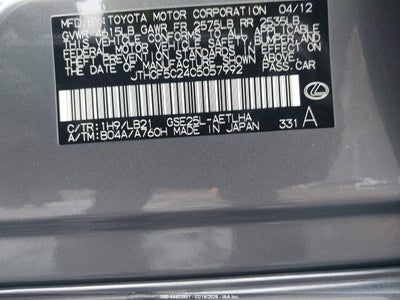 MFD BY: TOYOTA MOTOR CORPORATION 04/12
GVWR 4615LB GAWR FR 2575LB RR 2535LB
THIS VEHICLE CONFORMS TO ALL APPLICABLE
FEDERAL MOTOR VEHICLE SAFETY, BUMPER, AND
THEFT PREVENTION STANDARDS IN EFFECT ON
THE DATE OF MANUFACTURE SHOWN ABOVE.
JTHCF5C24C5057992 PASS.CAR
C/TR: 1H9/LB21 GSE25L-AETLHA
A/TM: B04A/A760H MADE IN JAPAN 331 A